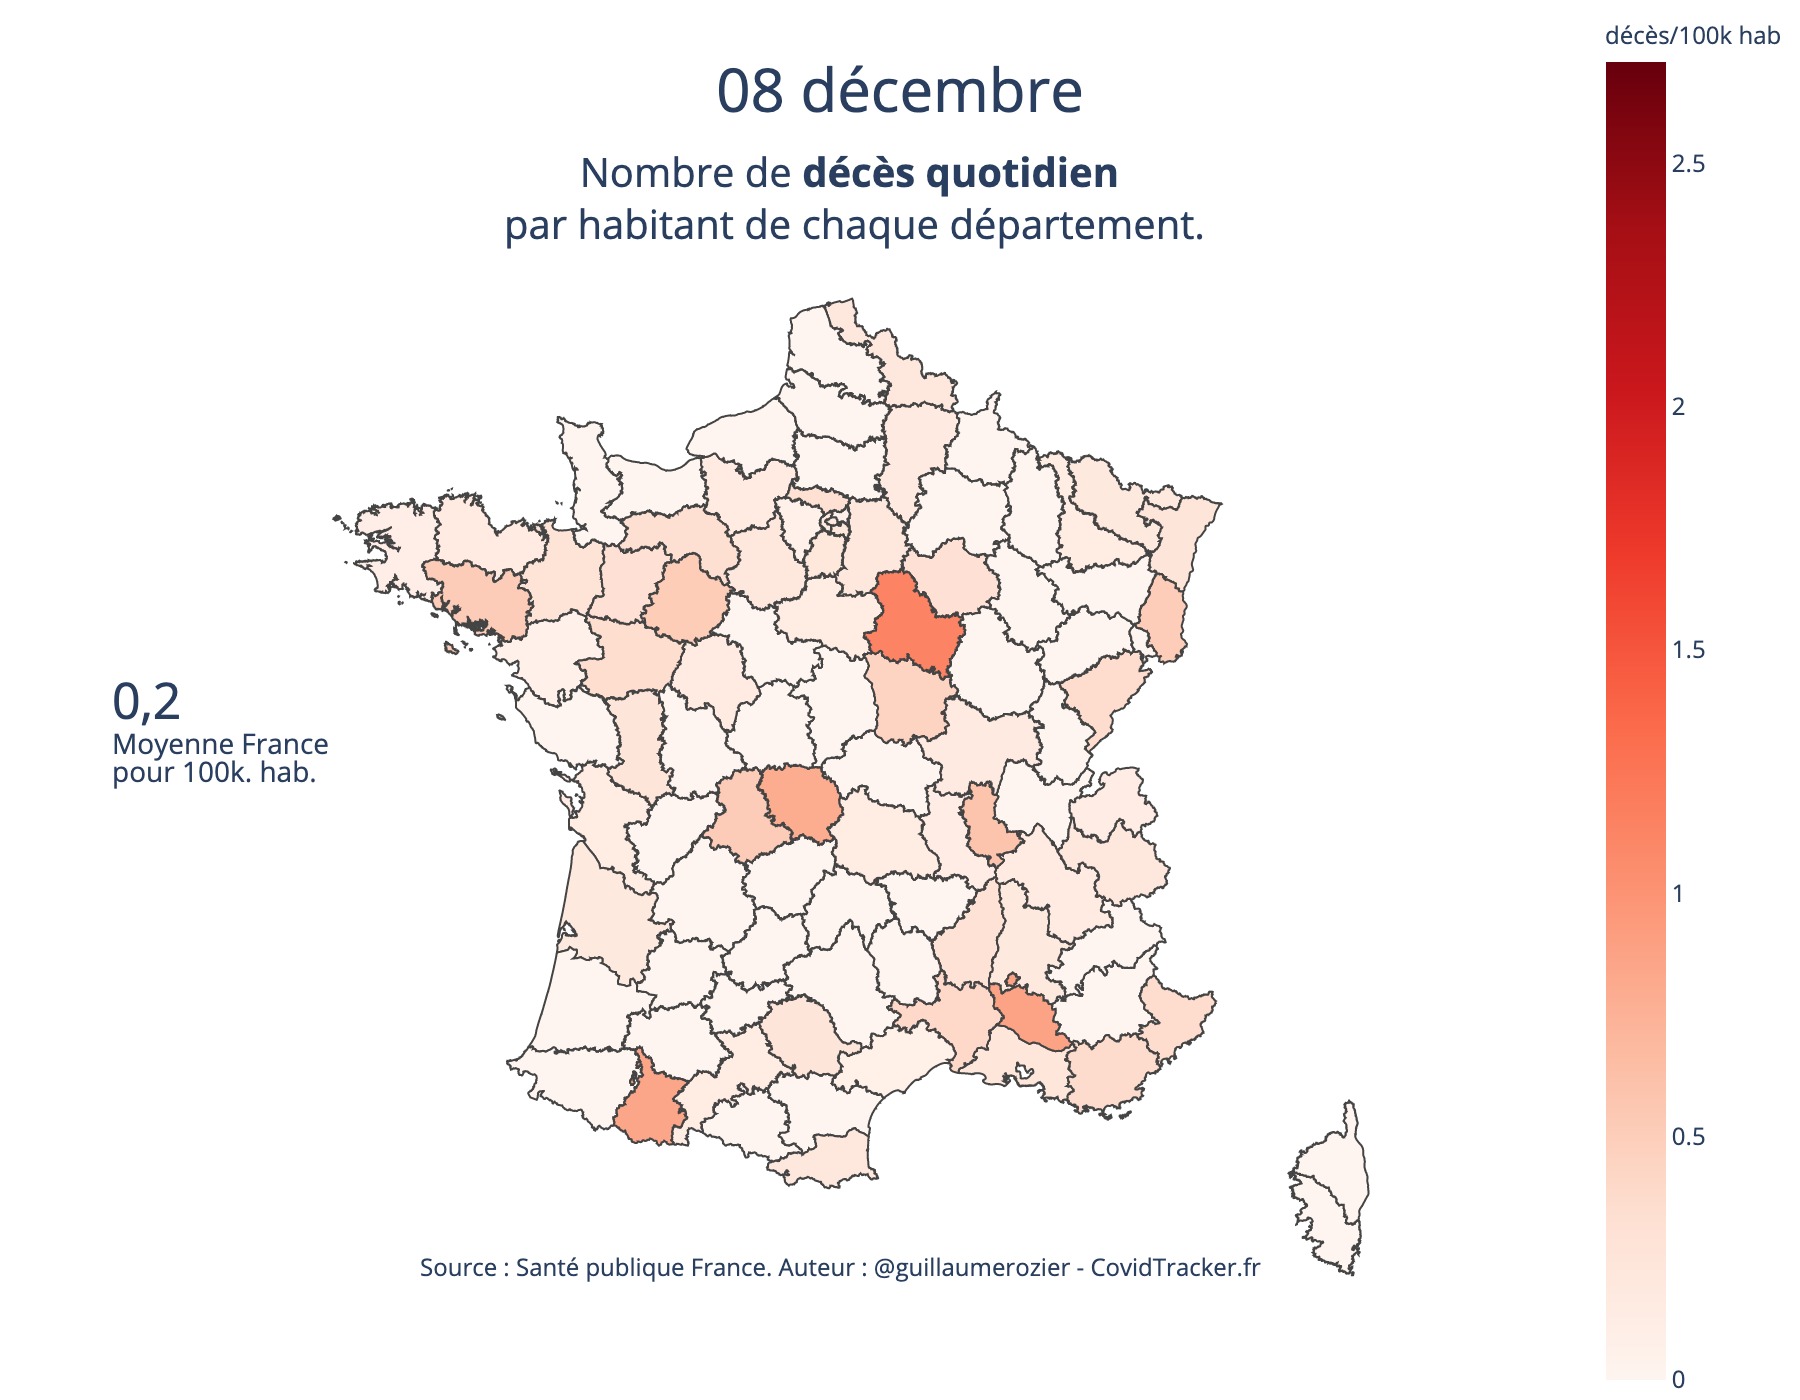 décès/100k hab
08 décembre
Nombre de décès quotidien
par habitant de chaque département.
2.5
2
1.5
1
0.5
0
0,2
Moyenne France
pour 100k. hab.
Source : Santé publique France. Auteur : @guillaumerozier - CovidTracker.fr